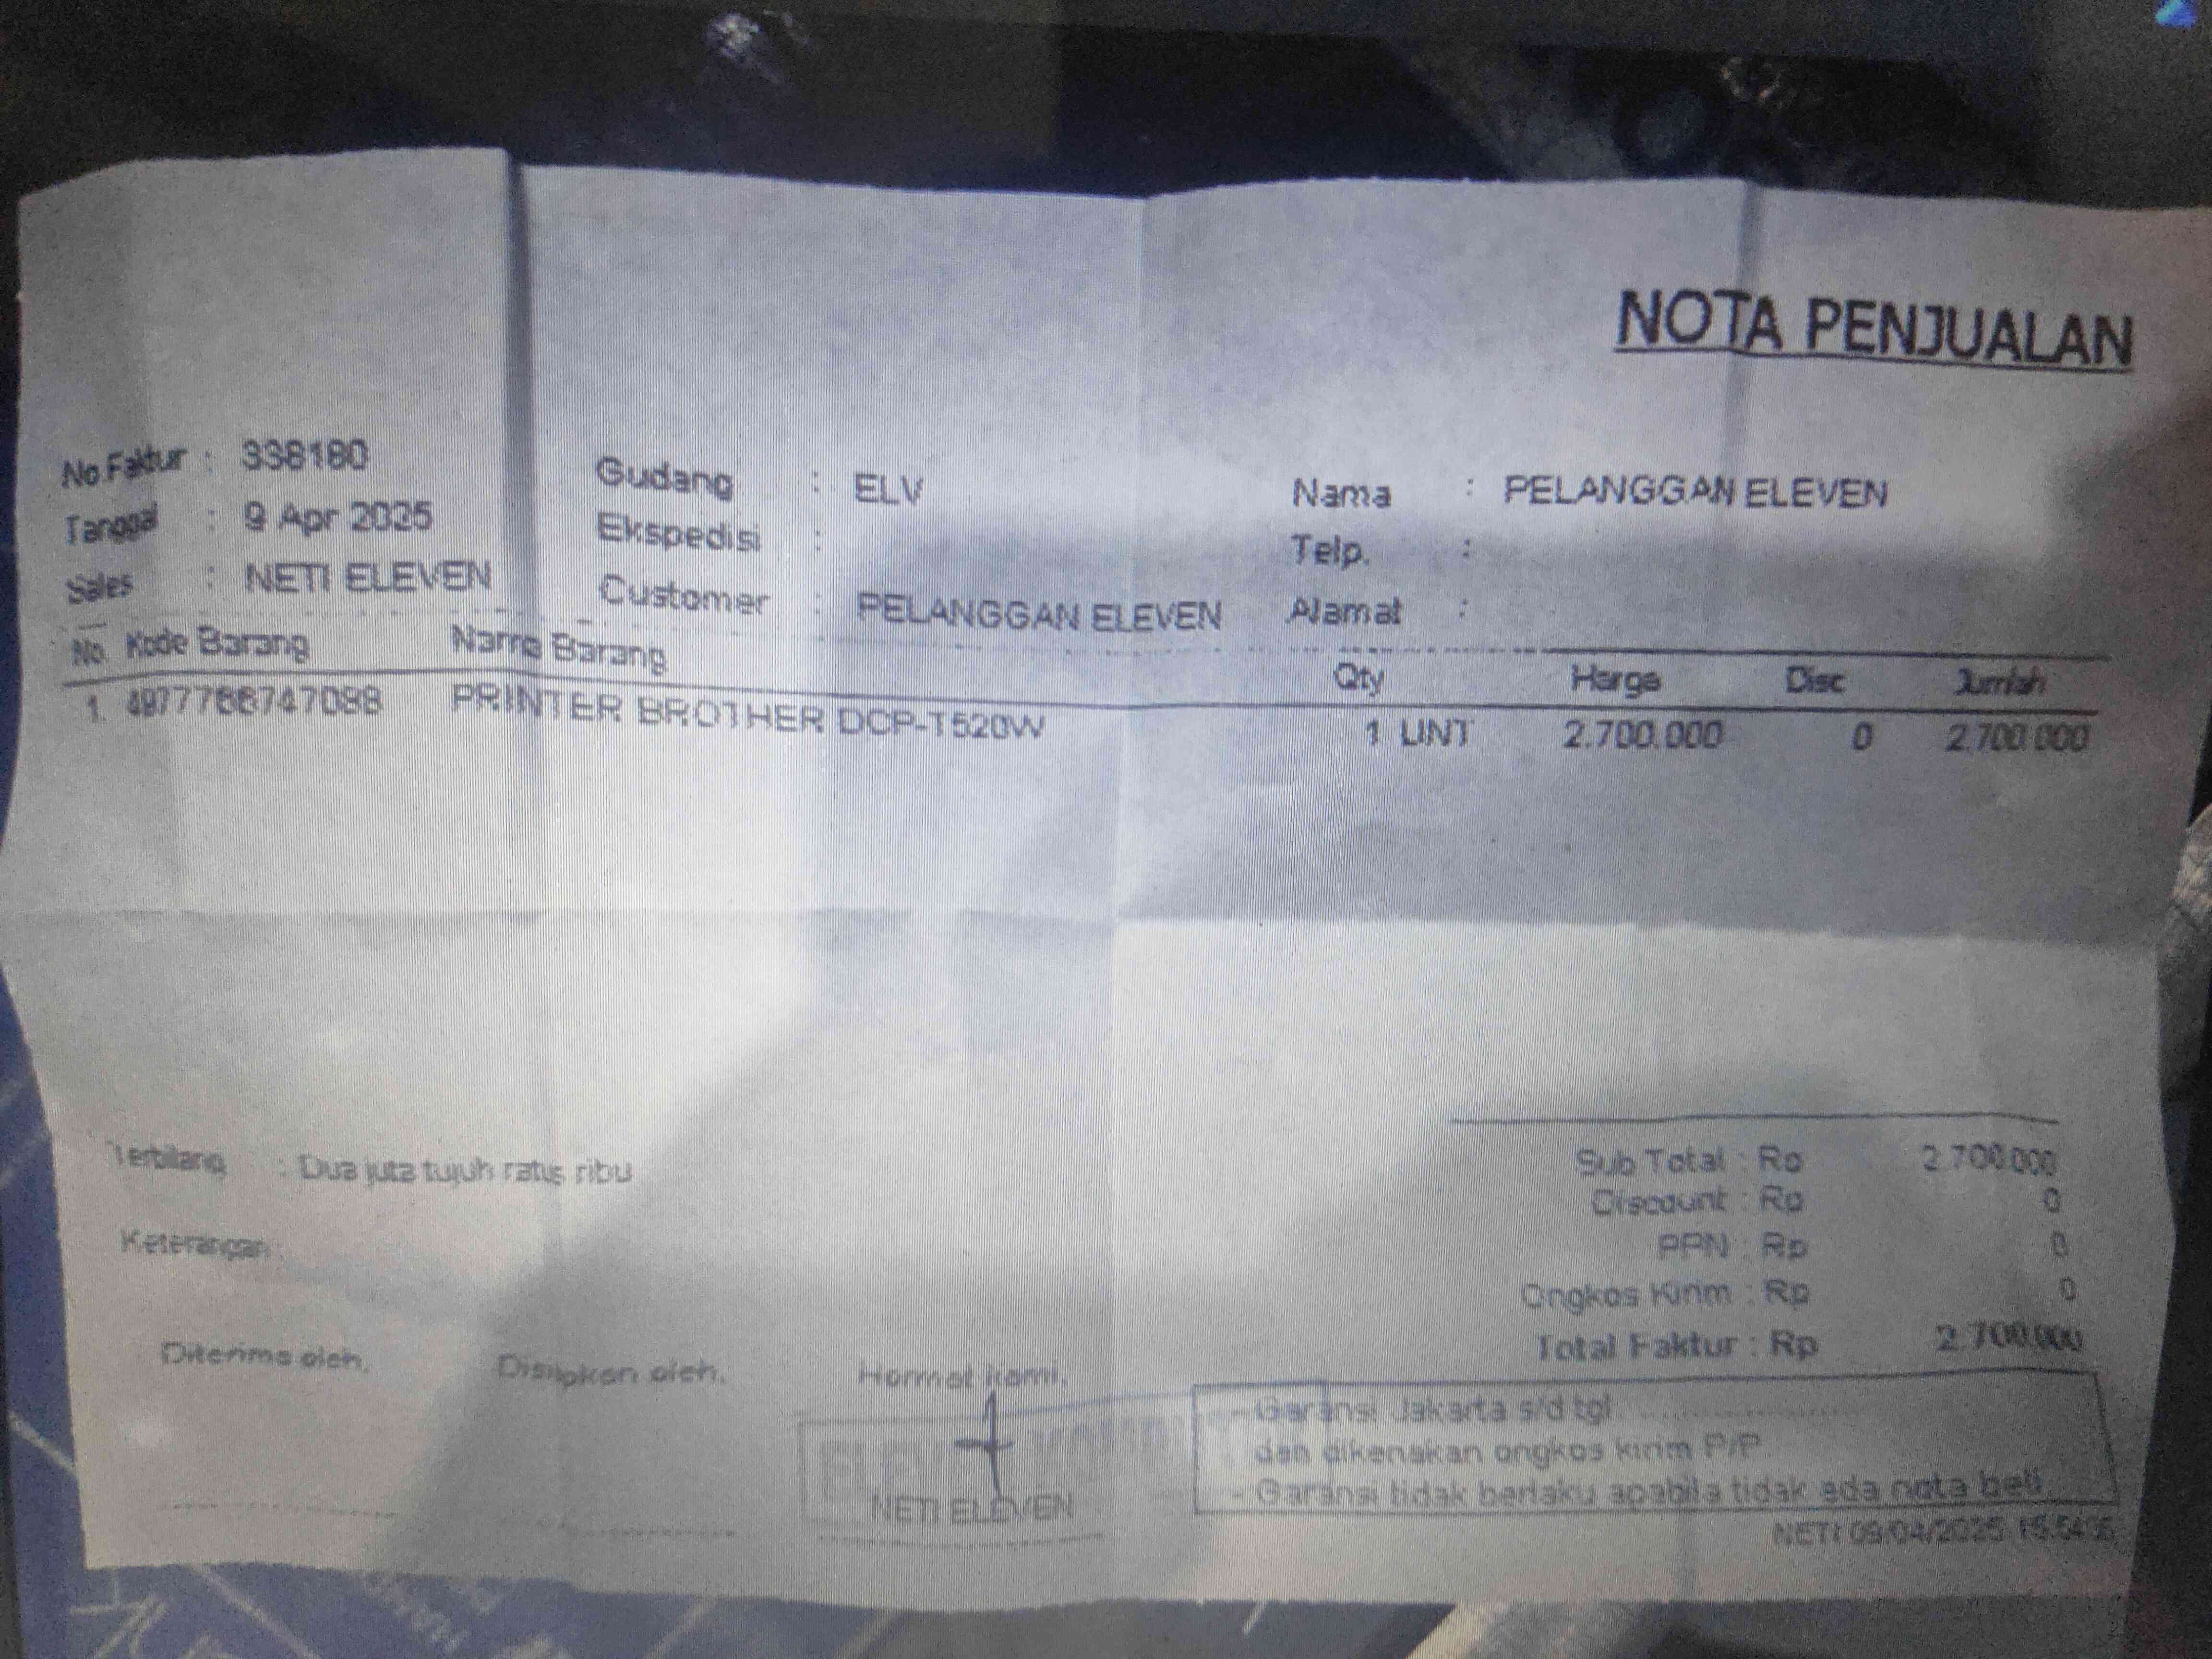 NOTA PENJUALAN
No.Faktur : 338180
Tanggal : 9 Apr 2025
Sales : NETI ELEVEN
Gudang : ELV
Ekspedisi :
Customer : PELANGGAN ELEVEN
Nama : PELANGGAN ELEVEN
Telp. :
Alamat :
No. Kode Barang Nama Barang Qty Harga Disc Jumlah
1. 4977766747098 PRINTER BROTHER DCP-T520W 1 UNT 2.700.000 0 2.700.000
Terbilang : Dua juta tujuh ratus ribu
Keterangan :
Sub Total : Rp 2.700.000
Discount : Rp 0
PPN : Rp 0
Ongkos Kirim : Rp 0
Total Faktur : Rp 2.700.000
Diterima oleh, Disiapkan oleh, Hormat kami,
ELEVEN
NETI ELEVEN
- Garansi Jakarta s/d tgl ....................
dan dikenakan ongkos kirim P/P
- Garansi tidak berlaku apabila tidak ada nota beli
NETI 09/04/2025